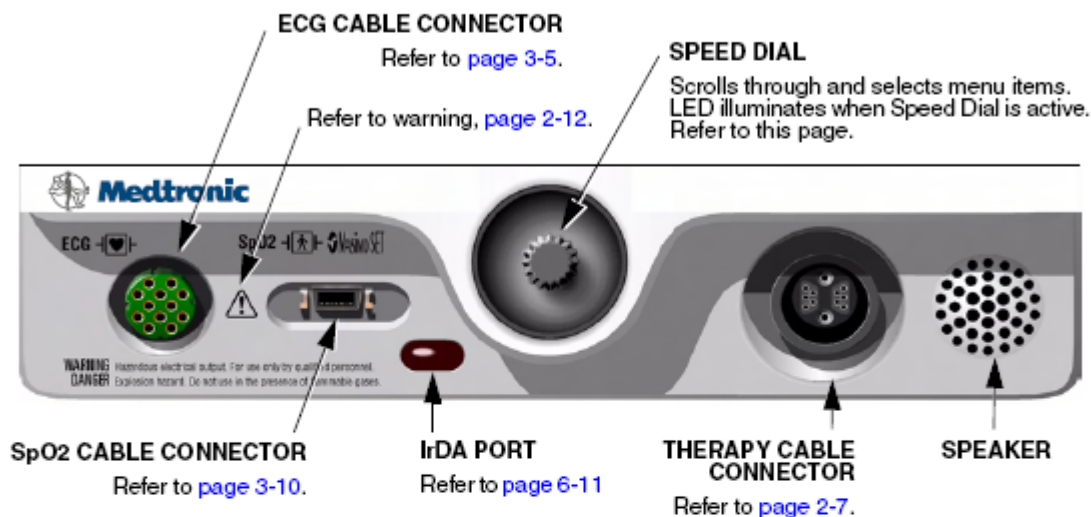 ECG CABLE CONNECTOR
Refer to page 3-5.
SPEED DIAL
Scrolls through and selects menu items.
LED illuminates when Speed Dial is active.
Refer to this page.
Refer to warning, page 2-12.
Medtronic
ECG
SpO2 Masimo SET
WARNING Hazardous electrical output. For use only by qualified personnel.
DANGER Explosion hazard. Do not use in the presence of flammable gases.
SpO2 CABLE CONNECTOR
Refer to page 3-10.
IrDA PORT
Refer to page 6-11
THERAPY CABLE
CONNECTOR
Refer to page 2-7.
SPEAKER